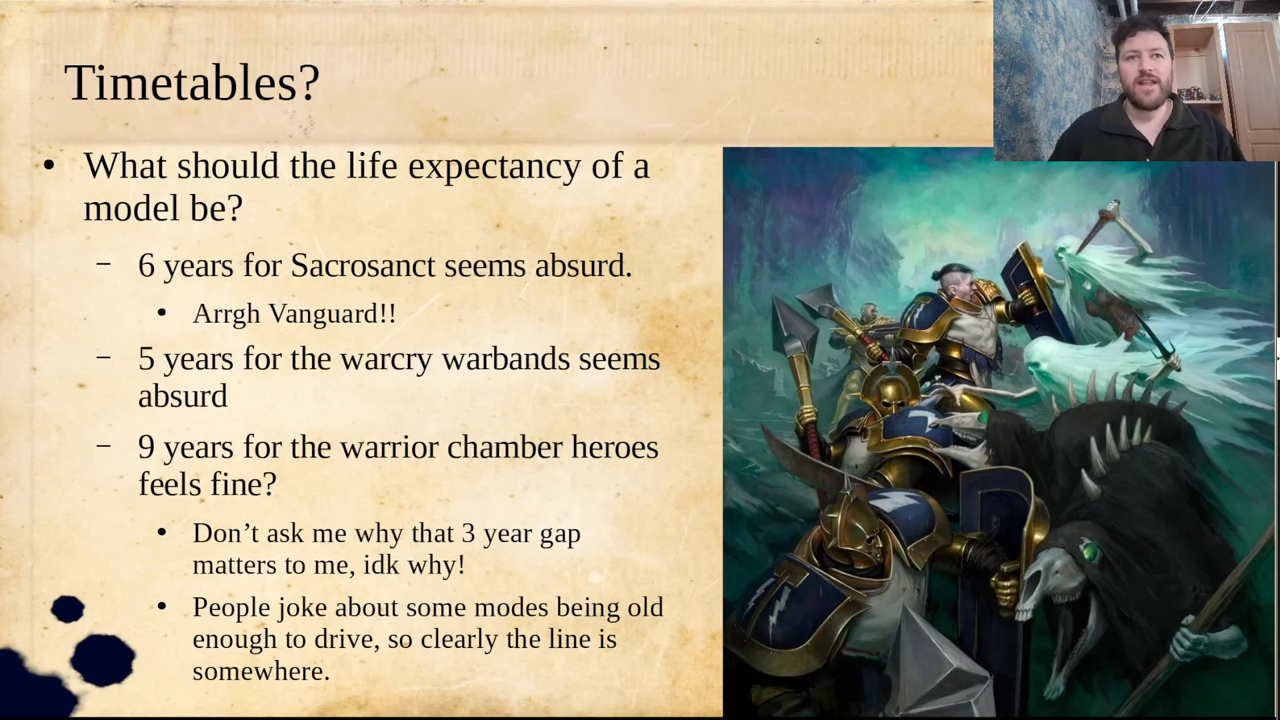 Timetables?
• What should the life expectancy of a
model be?
– 6 years for Sacrosanct seems absurd.
• Arrgh Vanguard!!
– 5 years for the warcry warbands seems
absurd
– 9 years for the warrior chamber heroes
feels fine?
• Don’t ask me why that 3 year gap
matters to me, idk why!
• People joke about some modes being old
enough to drive, so clearly the line is
somewhere.